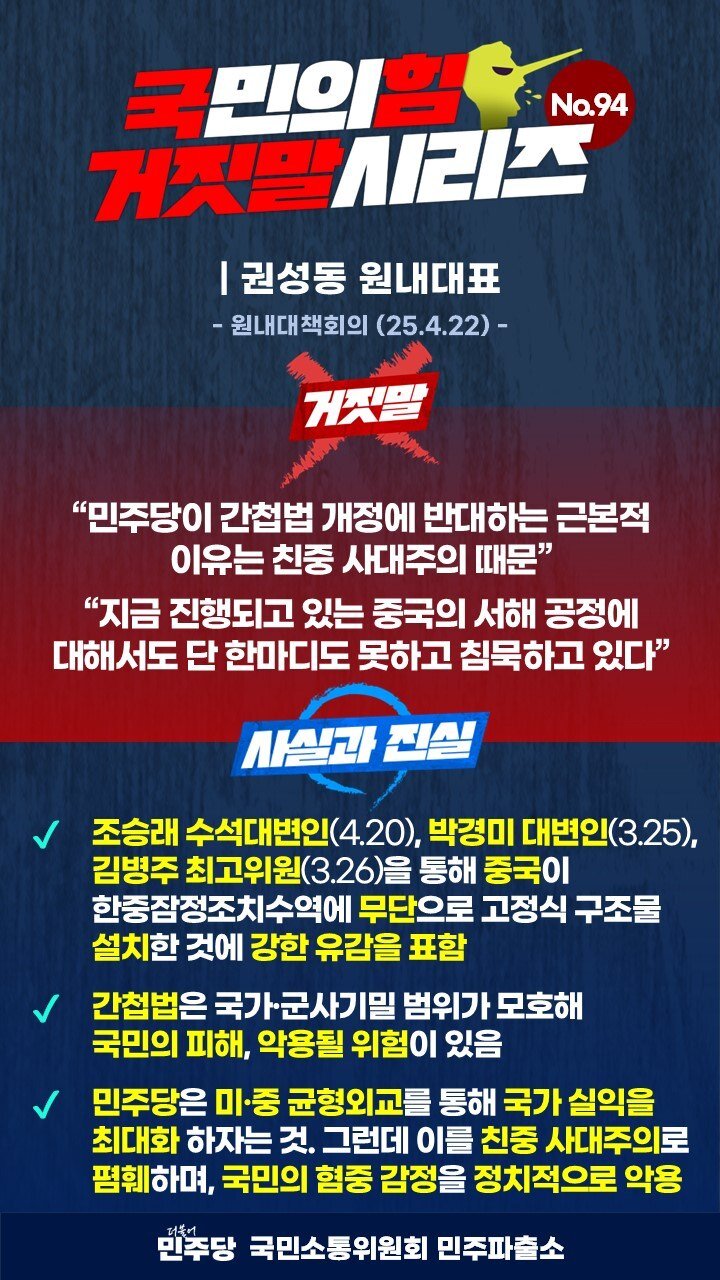 국민의힘
No.94
거짓말시리즈
| 권성동 원내대표
- 원내대책회의 (25.4.22) -
거짓말
“민주당이 간첩법 개정에 반대하는 근본적
이유는 친중 사대주의 때문”
“지금 진행되고 있는 중국의 서해 공정에
대해서도 단 한마디도 못하고 침묵하고 있다”
사실과 진실
✓ 조승래 수석대변인(4.20), 박경미 대변인(3.25),
김병주 최고위원(3.26)을 통해 중국이
한중잠정조치수역에 무단으로 고정식 구조물
설치한 것에 강한 유감을 표함
✓ 간첩법은 국가·군사기밀 범위가 모호해
국민의 피해, 악용될 위험이 있음
✓ 민주당은 미·중 균형외교를 통해 국가 실익을
최대화 하자는 것. 그런데 이를 친중 사대주의로
폄훼하며, 국민의 혐중 감정을 정치적으로 악용
더불어
민주당 국민소통위원회 민주파출소